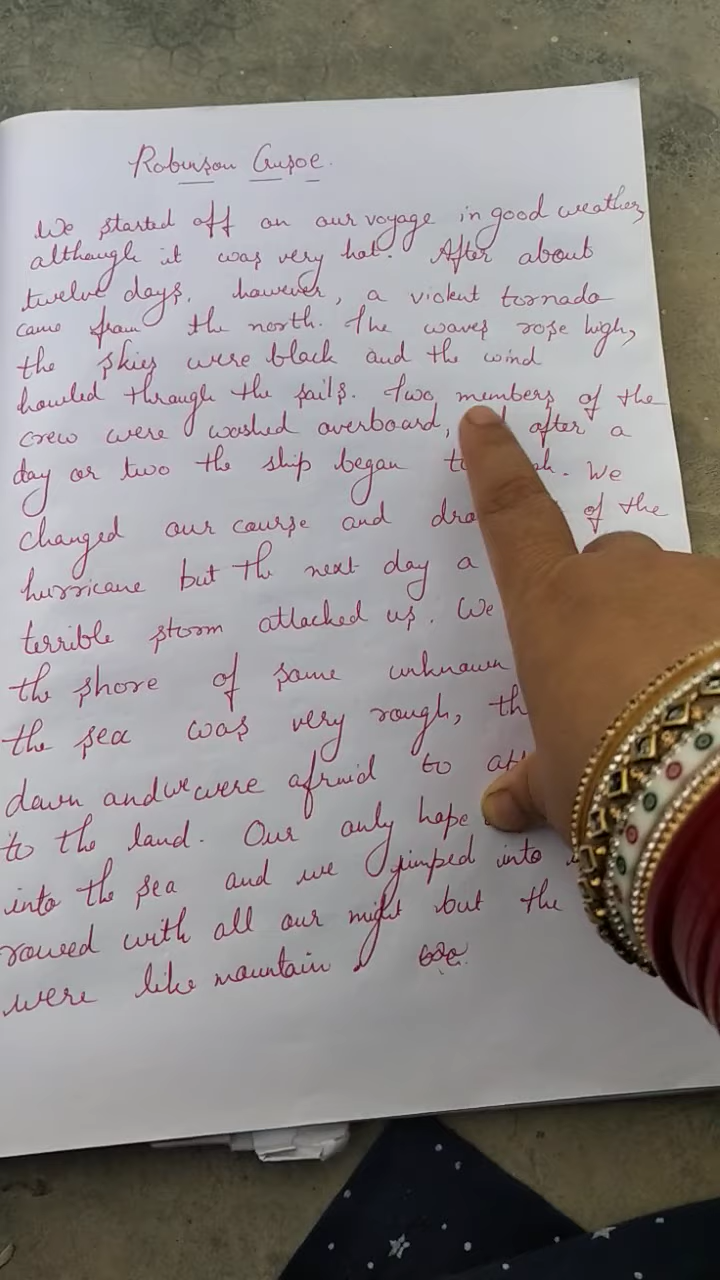 Robinson Crusoe.
We started off on our voyage in good weather,
although it was very hot. After about
twelve days, however, a violent tornado
came from the north. The waves rose high,
the skies were black and the wind
howled through the sails. Two members of the
crew were washed overboard, after a
day or two the ship began We
changed our course and of the
hurricane but the next day a
terrible storm attacked us. We
the shore of some unknown
the sea was very rough,
down and we were afraid to
to the land. Our only hope
into the sea and we jumped into
rowed with all our might but the
were like mountain